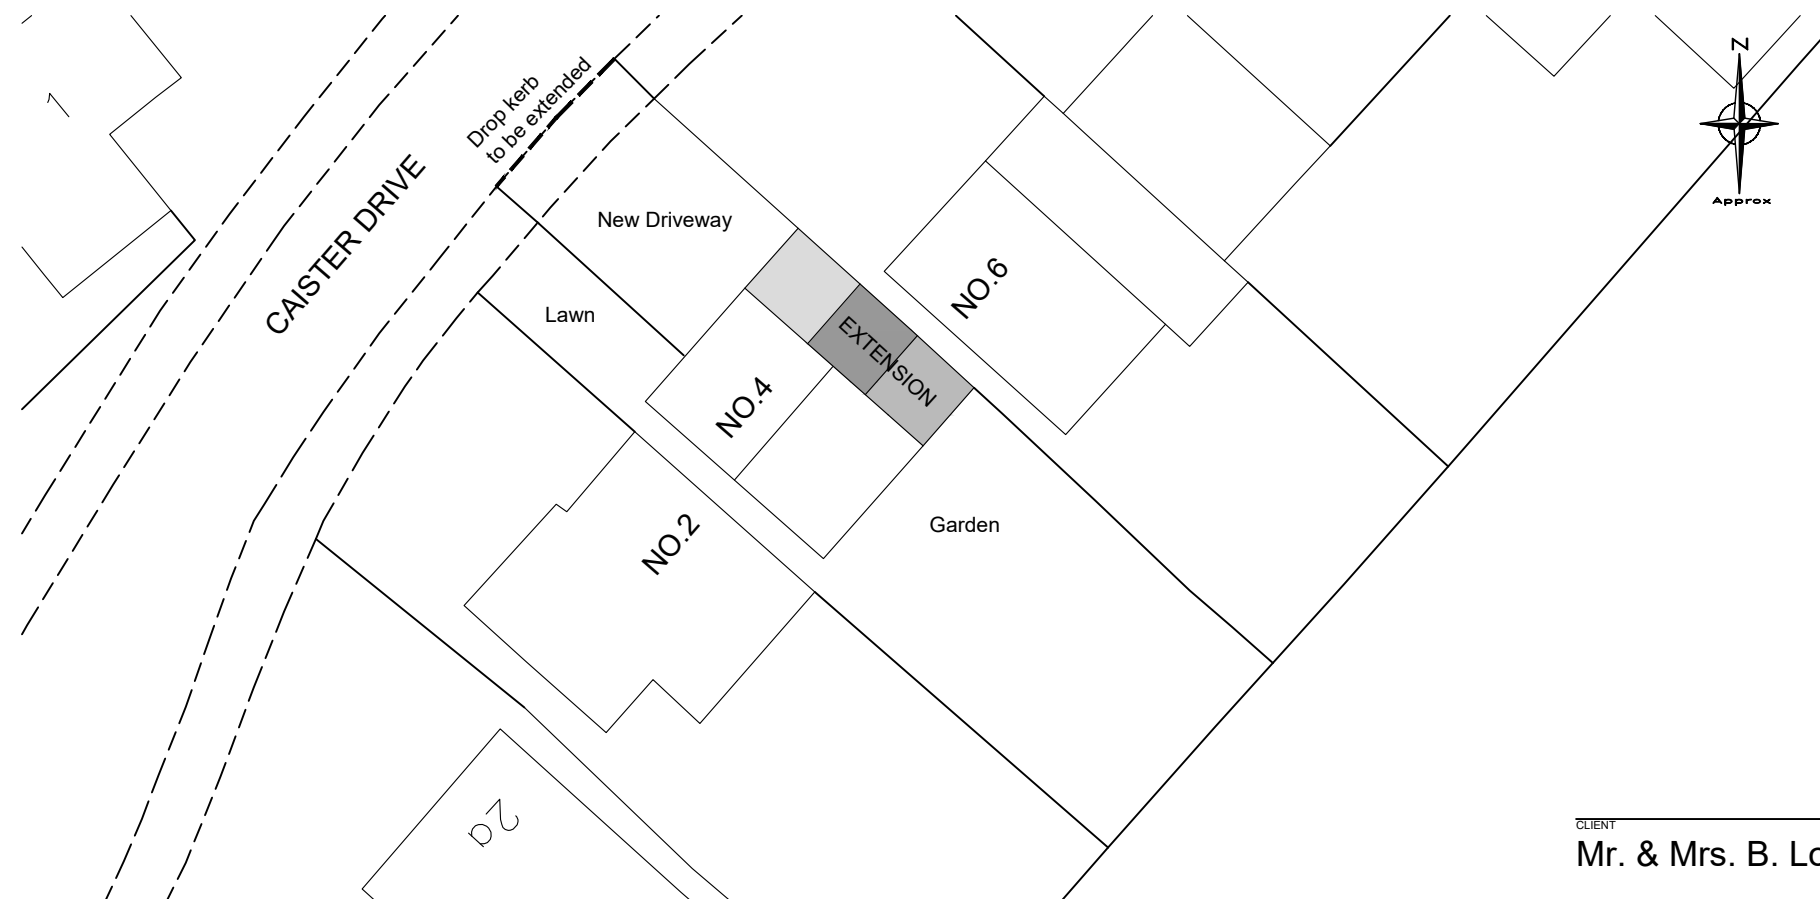 1
Drop kerb
to be extended
N
Approx
CAISTER DRIVE
New Driveway
Lawn
NO.6
EXTENSION
NO.4
Garden
NO.2
2a
CLIENT
Mr. & Mrs. B. Lo